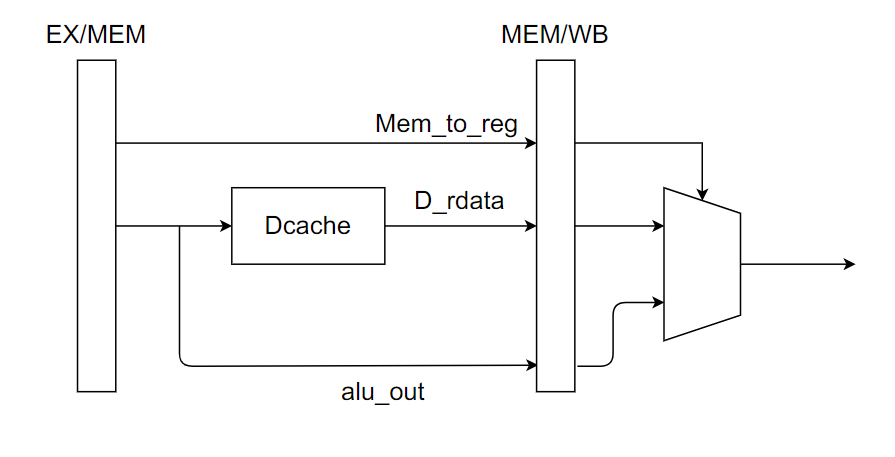 EX/MEM
MEM/WB
Mem_to_reg
D_rdata
Dcache
alu_out